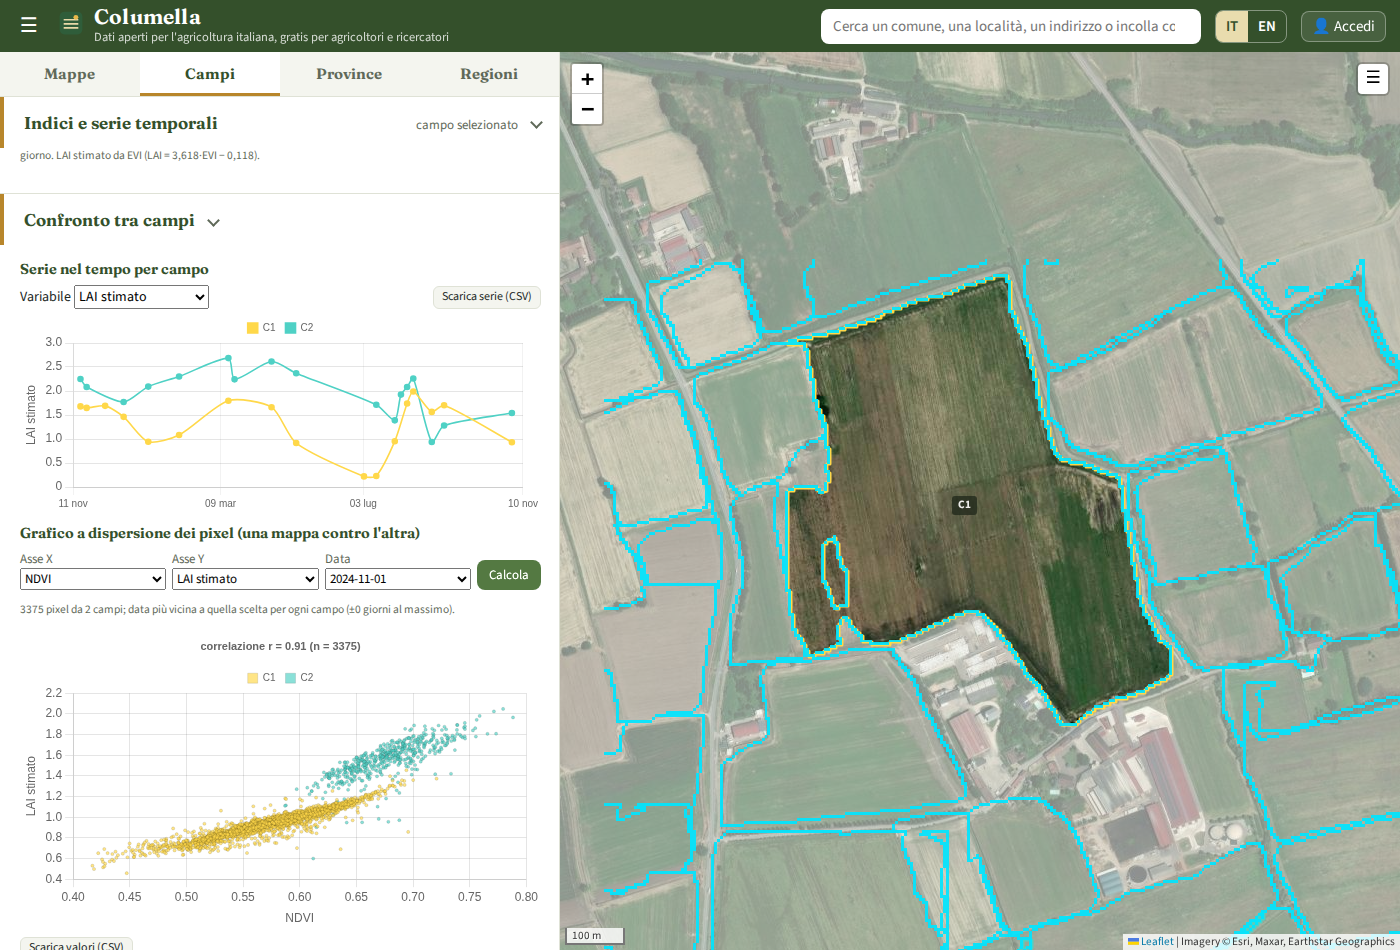 ☰ Columella
Dati aperti per l'agricoltura italiana, gratis per agricoltori e ricercatori
Cerca un comune, una località, un indirizzo o incolla cc
IT EN
👤 Accedi
Mappe Campi Province Regioni
Indici e serie temporali
campo selezionato
giorno. LAI stimato da EVI (LAI = 3,618·EVI − 0,118).
Confronto tra campi
Serie nel tempo per campo
Variabile LAI stimato
Scarica serie (CSV)
C1 C2
LAI stimato
3.0
2.5
2.0
1.5
1.0
0.5
0
11 nov 09 mar 03 lug 10 nov
Grafico a dispersione dei pixel (una mappa contro l'altra)
Asse X Asse Y Data
NDVI LAI stimato 2024-11-01 Calcola
3375 pixel da 2 campi; data più vicina a quella scelta per ogni campo (±0 giorni al massimo).
correlazione r = 0.91 (n = 3375)
C1 C2
LAI stimato
2.2
2.0
1.8
1.6
1.4
1.2
1.0
0.8
0.6
0.4
0.40 0.45 0.50 0.55 0.60 0.65 0.70 0.75 0.80
NDVI
Scarica valori (CSV)
+
−
☰
C1
100 m
Leaflet | Imagery © Esri, Maxar, Earthstar Geographics